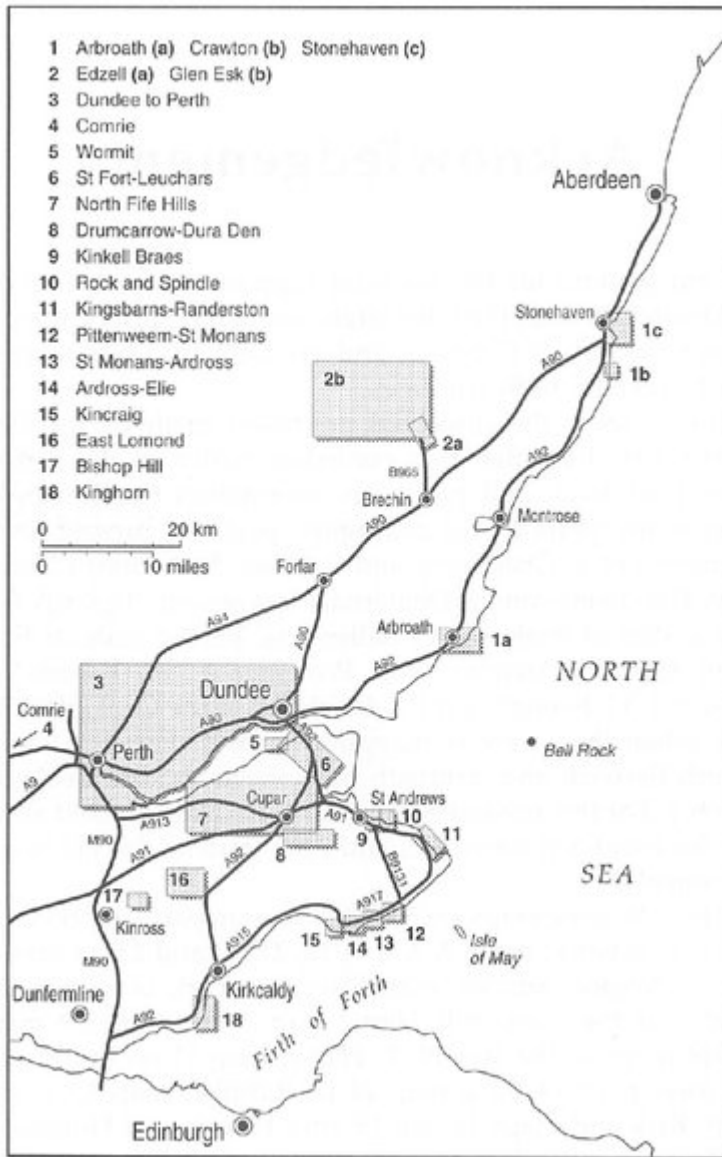 1 Arbroath (a) Crawton (b) Stonehaven (c)
2 Edzell (a) Glen Esk (b)
3 Dundee to Perth
4 Comrie
5 Wormit
6 St Fort-Leuchars
7 North Fife Hills
8 Drumcarrow-Dura Den
9 Kinkell Braes
10 Rock and Spindle
11 Kingsbarns-Randerston
12 Pittenweem-St Monans
13 St Monans-Ardross
14 Ardross-Elie
15 Kincraig
16 East Lomond
17 Bishop Hill
18 Kinghorn
0 20 km
0 10 miles
Aberdeen
Stonehaven
1c
1b
A90
2b
2a
A92
B965
Brechin
Montrose
A90
Forfar
A94
A90
Arbroath
1a
A92
NORTH
3
Dundee
Comrie
4
A90
A92
5
Bell Rock
Perth
6
A9
Cupar
St Andrews
A913
7
A91
10
9
11
M90
A91
8
A92
B9131
SEA
16
17
A917
Kinross
A915
15
14
13
12
Isle
of May
M90
Dunfermline
Kirkcaldy
A92
18
Firth of Forth
Edinburgh